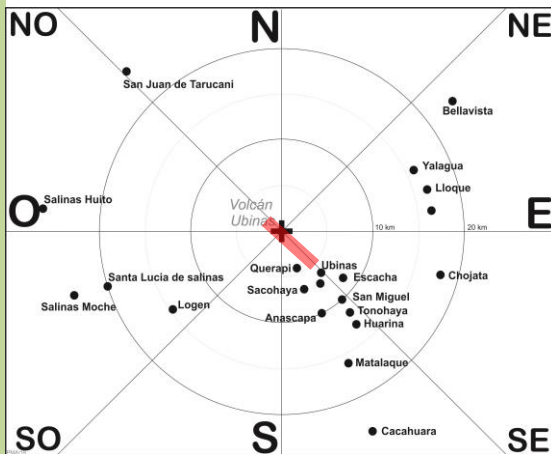 NO
N
NE
San Juan de Tarucani
Bellavista
Yalagua
Lloque
Salinas Huito
Volcán
Ubinas
O
10 km
20 km
E
Querapi
Ubinas
Escacha
Chojata
Santa Lucia de salinas
Sacohaya
San Miguel
Salinas Moche
Logen
Anascapa
Tonohaya
Huarina
Matalaque
Cacahuara
SO
S
SE